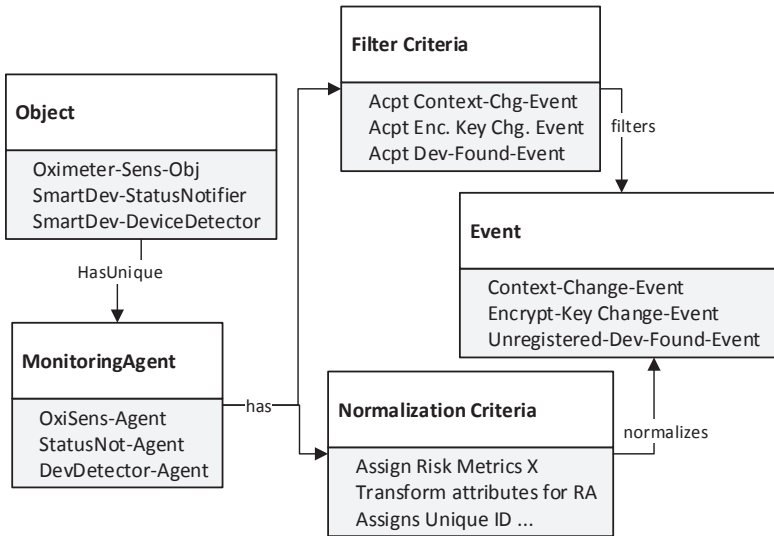 Filter Criteria
Acpt Context-Chg-Event
Acpt Enc. Key Chg. Event
Acpt Dev-Found-Event
Object
Oximeter-Sens-Obj
SmartDev-StatusNotifier
SmartDev-DeviceDetector
filters
Event
Context-Change-Event
Encrypt-Key Change-Event
Unregistered-Dev-Found-Event
HasUnique
MonitoringAgent
OxiSens-Agent
StatusNot-Agent
DevDetector-Agent
has
Normalization Criteria
Assign Risk Metrics X
Transform attributes for RA
Assigns Unique ID ...
normalizes